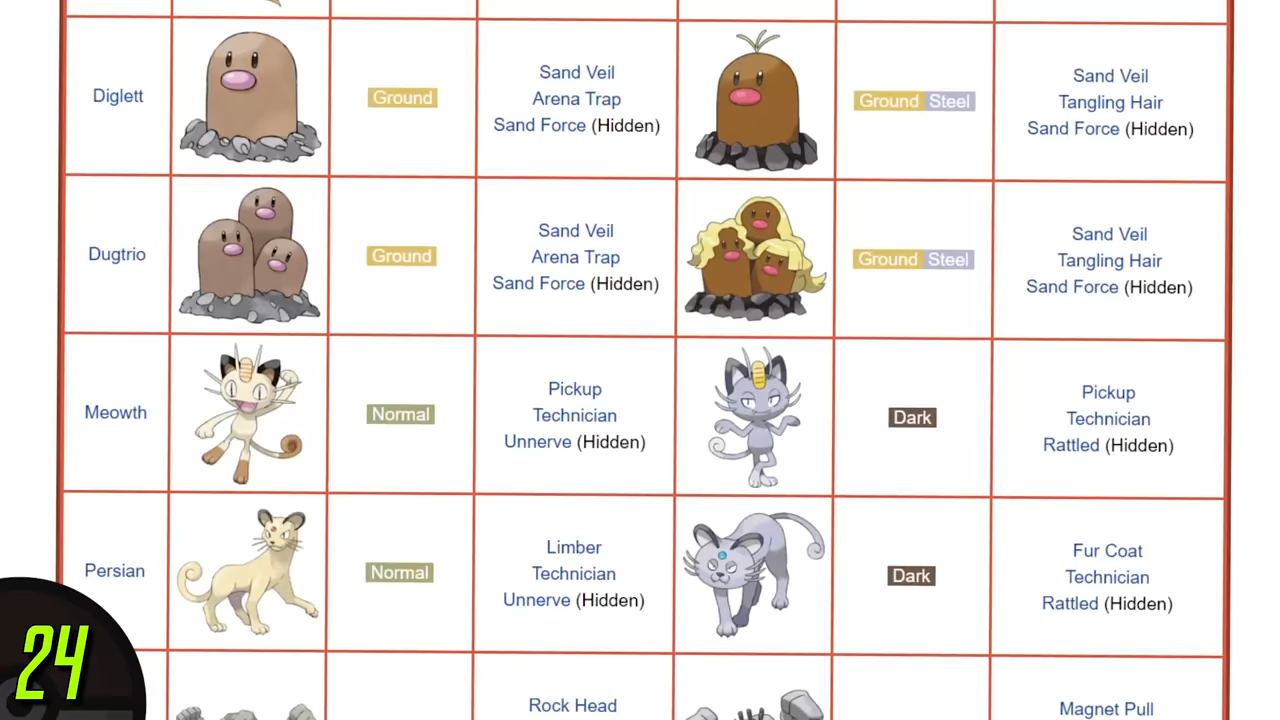 Diglett
Ground
Sand Veil
Arena Trap
Sand Force (Hidden)
Ground Steel
Sand Veil
Tangling Hair
Sand Force (Hidden)
Dugtrio
Ground
Sand Veil
Arena Trap
Sand Force (Hidden)
Ground Steel
Sand Veil
Tangling Hair
Sand Force (Hidden)
Meowth
Normal
Pickup
Technician
Unnerve (Hidden)
Dark
Pickup
Technician
Rattled (Hidden)
Persian
Normal
Limber
Technician
Unnerve (Hidden)
Dark
Fur Coat
Technician
Rattled (Hidden)
24
Rock Head
Magnet Pull